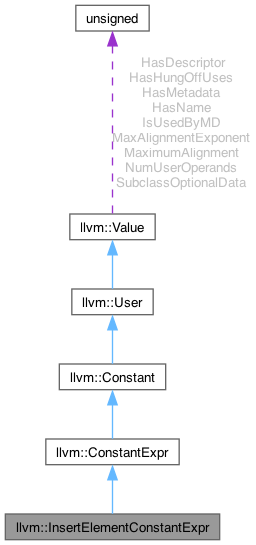 unsigned
HasDescriptor
HasHungOffUses
HasMetadata
HasName
IsUsedByMD
MaxAlignmentExponent
MaximumAlignment
NumUserOperands
SubclassOptionalData
llvm::Value
llvm::User
llvm::Constant
llvm::ConstantExpr
llvm::InsertElementConstantExpr